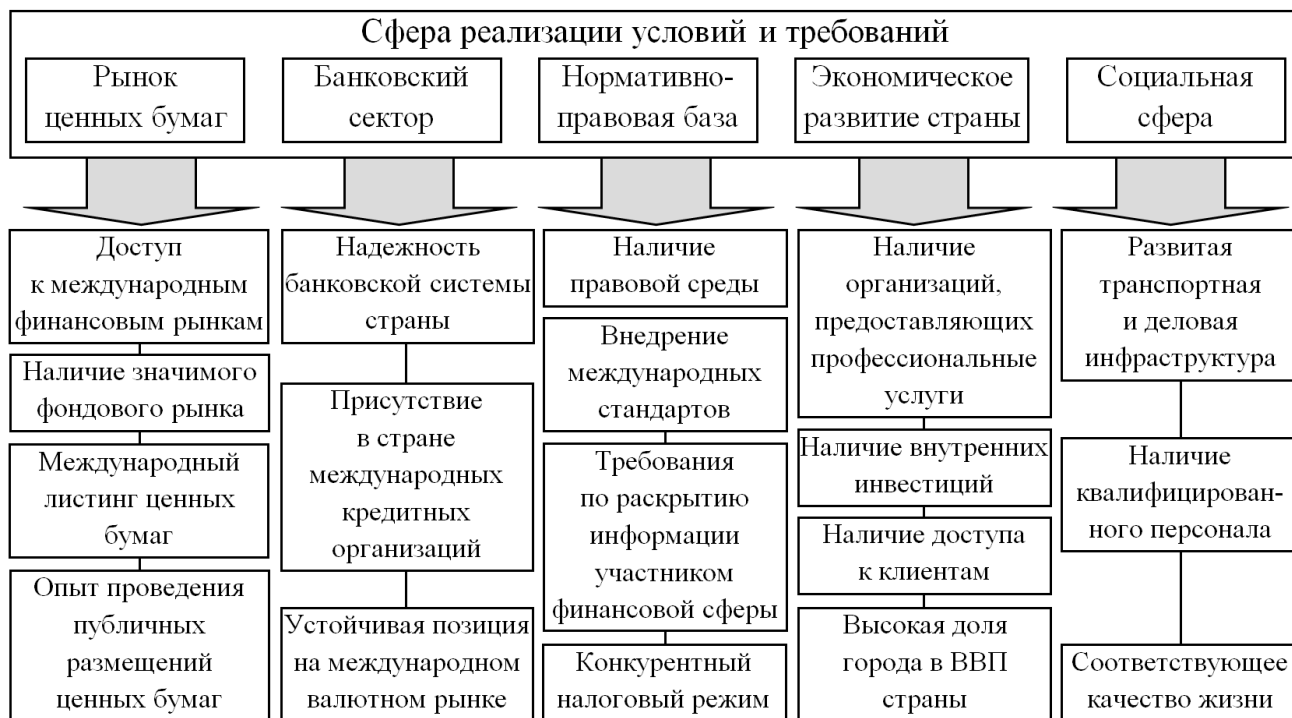 Сфера реализации условий и требований
Рынок
ценных бумаг
Банковский
сектор
Нормативно-
правовая база
Экономическое
развитие страны
Социальная
сфера
Доступ
к международным
финансовым рынкам
Наличие значимого
фондового рынка
Международный
листинг ценных
бумаг
Опыт проведения
публичных
размещений
ценных бумаг
Надежность
банковской системы
страны
Присутствие
в стране
международных
кредитных
организаций
Устойчивая позиция
на международном
валютном рынке
Наличие
правовой среды
Внедрение
международных
стандартов
Требования
по раскрытию
информации
участником
финансовой сферы
Конкурентный
налоговый режим
Наличие
организаций,
предоставляющих
профессиональные
услуги
Наличие внутренних
инвестиций
Наличие доступа
к клиентам
Высокая доля
города в ВВП
страны
Развитая
транспортная
и деловая
инфраструктура
Наличие
квалифицирован-
ного персонала
Соответствующее
качество жизни